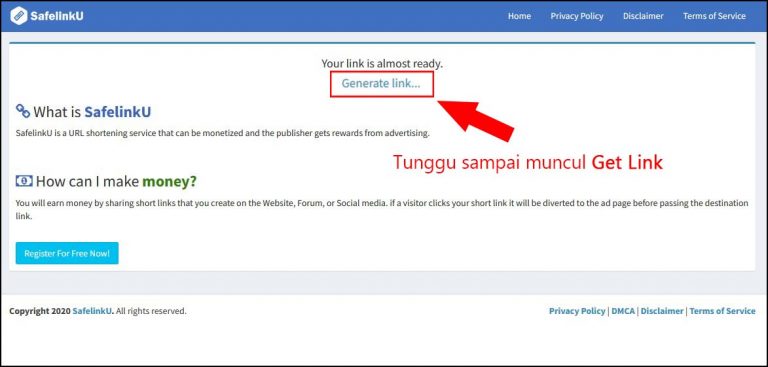 SafelinkU
Home Privacy Policy Disclaimer Terms of Service
Your link is almost ready.
Generate link...
What is SafelinkU
SafelinkU is a URL shortening service that can be monetized and the publisher gets rewards from advertising.
Tunggu sampai muncul Get Link
How can I make money?
You will earn money by sharing short links that you create on the Website, Forum, or Social media. if a visitor clicks your short link it will be diverted to the ad page before passing the destination
link.
Register For Free Now!
Copyright 2020 SafelinkU. All rights reserved.
Privacy Policy | DMCA | Disclaimer | Terms of Service